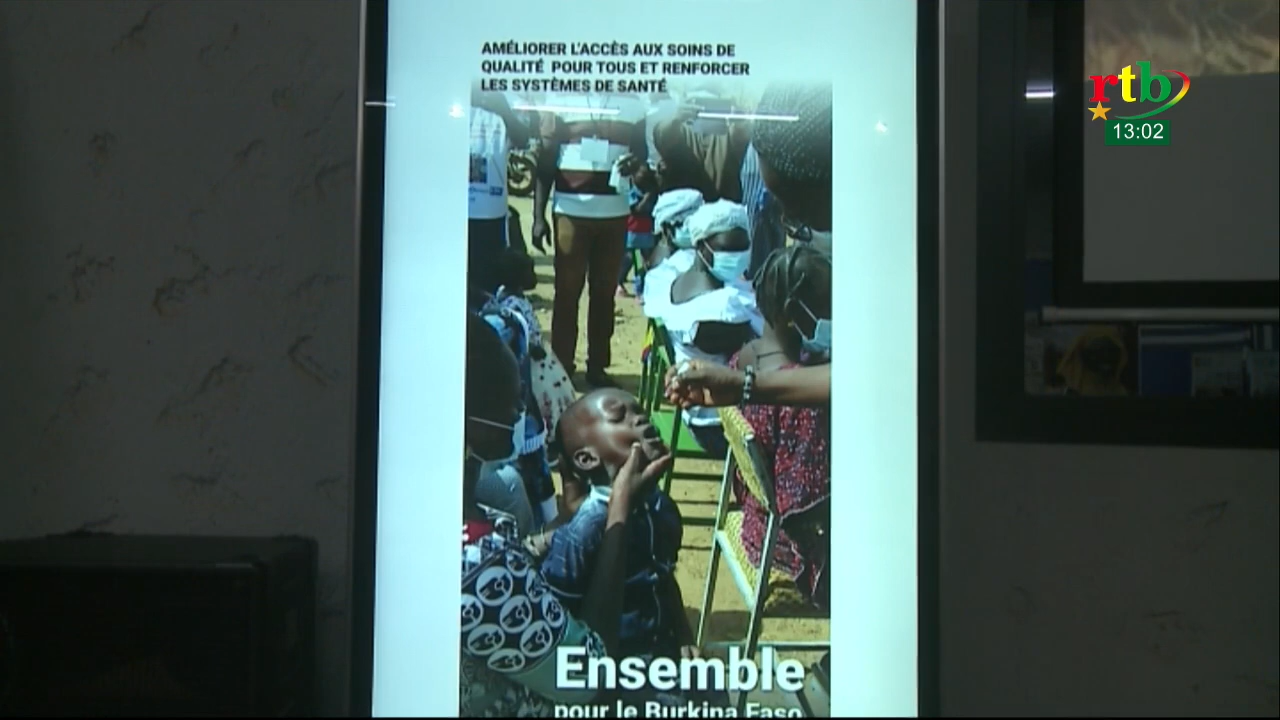 AMÉLIORER L'ACCÈS AUX SOINS DE
QUALITÉ POUR TOUS ET RENFORCER
LES SYSTÈMES DE SANTÉ
rtb
13:02
Ensemble
pour le Burkina Faso